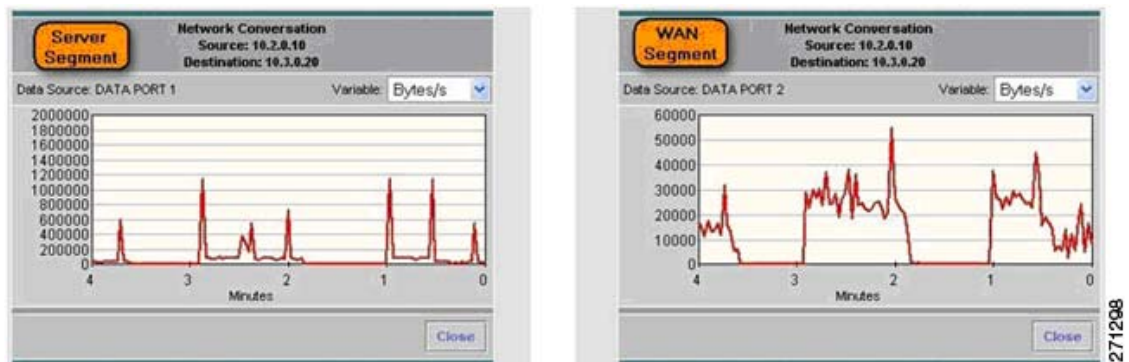 Server
Segment
Network Conversation
Source: 10.2.0.10
Destination: 10.3.0.20
Data Source: DATA PORT 1
Variable: Bytes/s
2000000
1800000
1600000
1400000
1200000
1000000
800000
600000
400000
200000
0
4 3 2 1 0
Minutes
Close
WAN
Segment
Network Conversation
Source: 10.2.0.10
Destination: 10.3.0.20
Data Source: DATA PORT 2
Variable: Bytes/s
60000
50000
40000
30000
20000
10000
0
4 3 2 1 0
Minutes
Close
271298